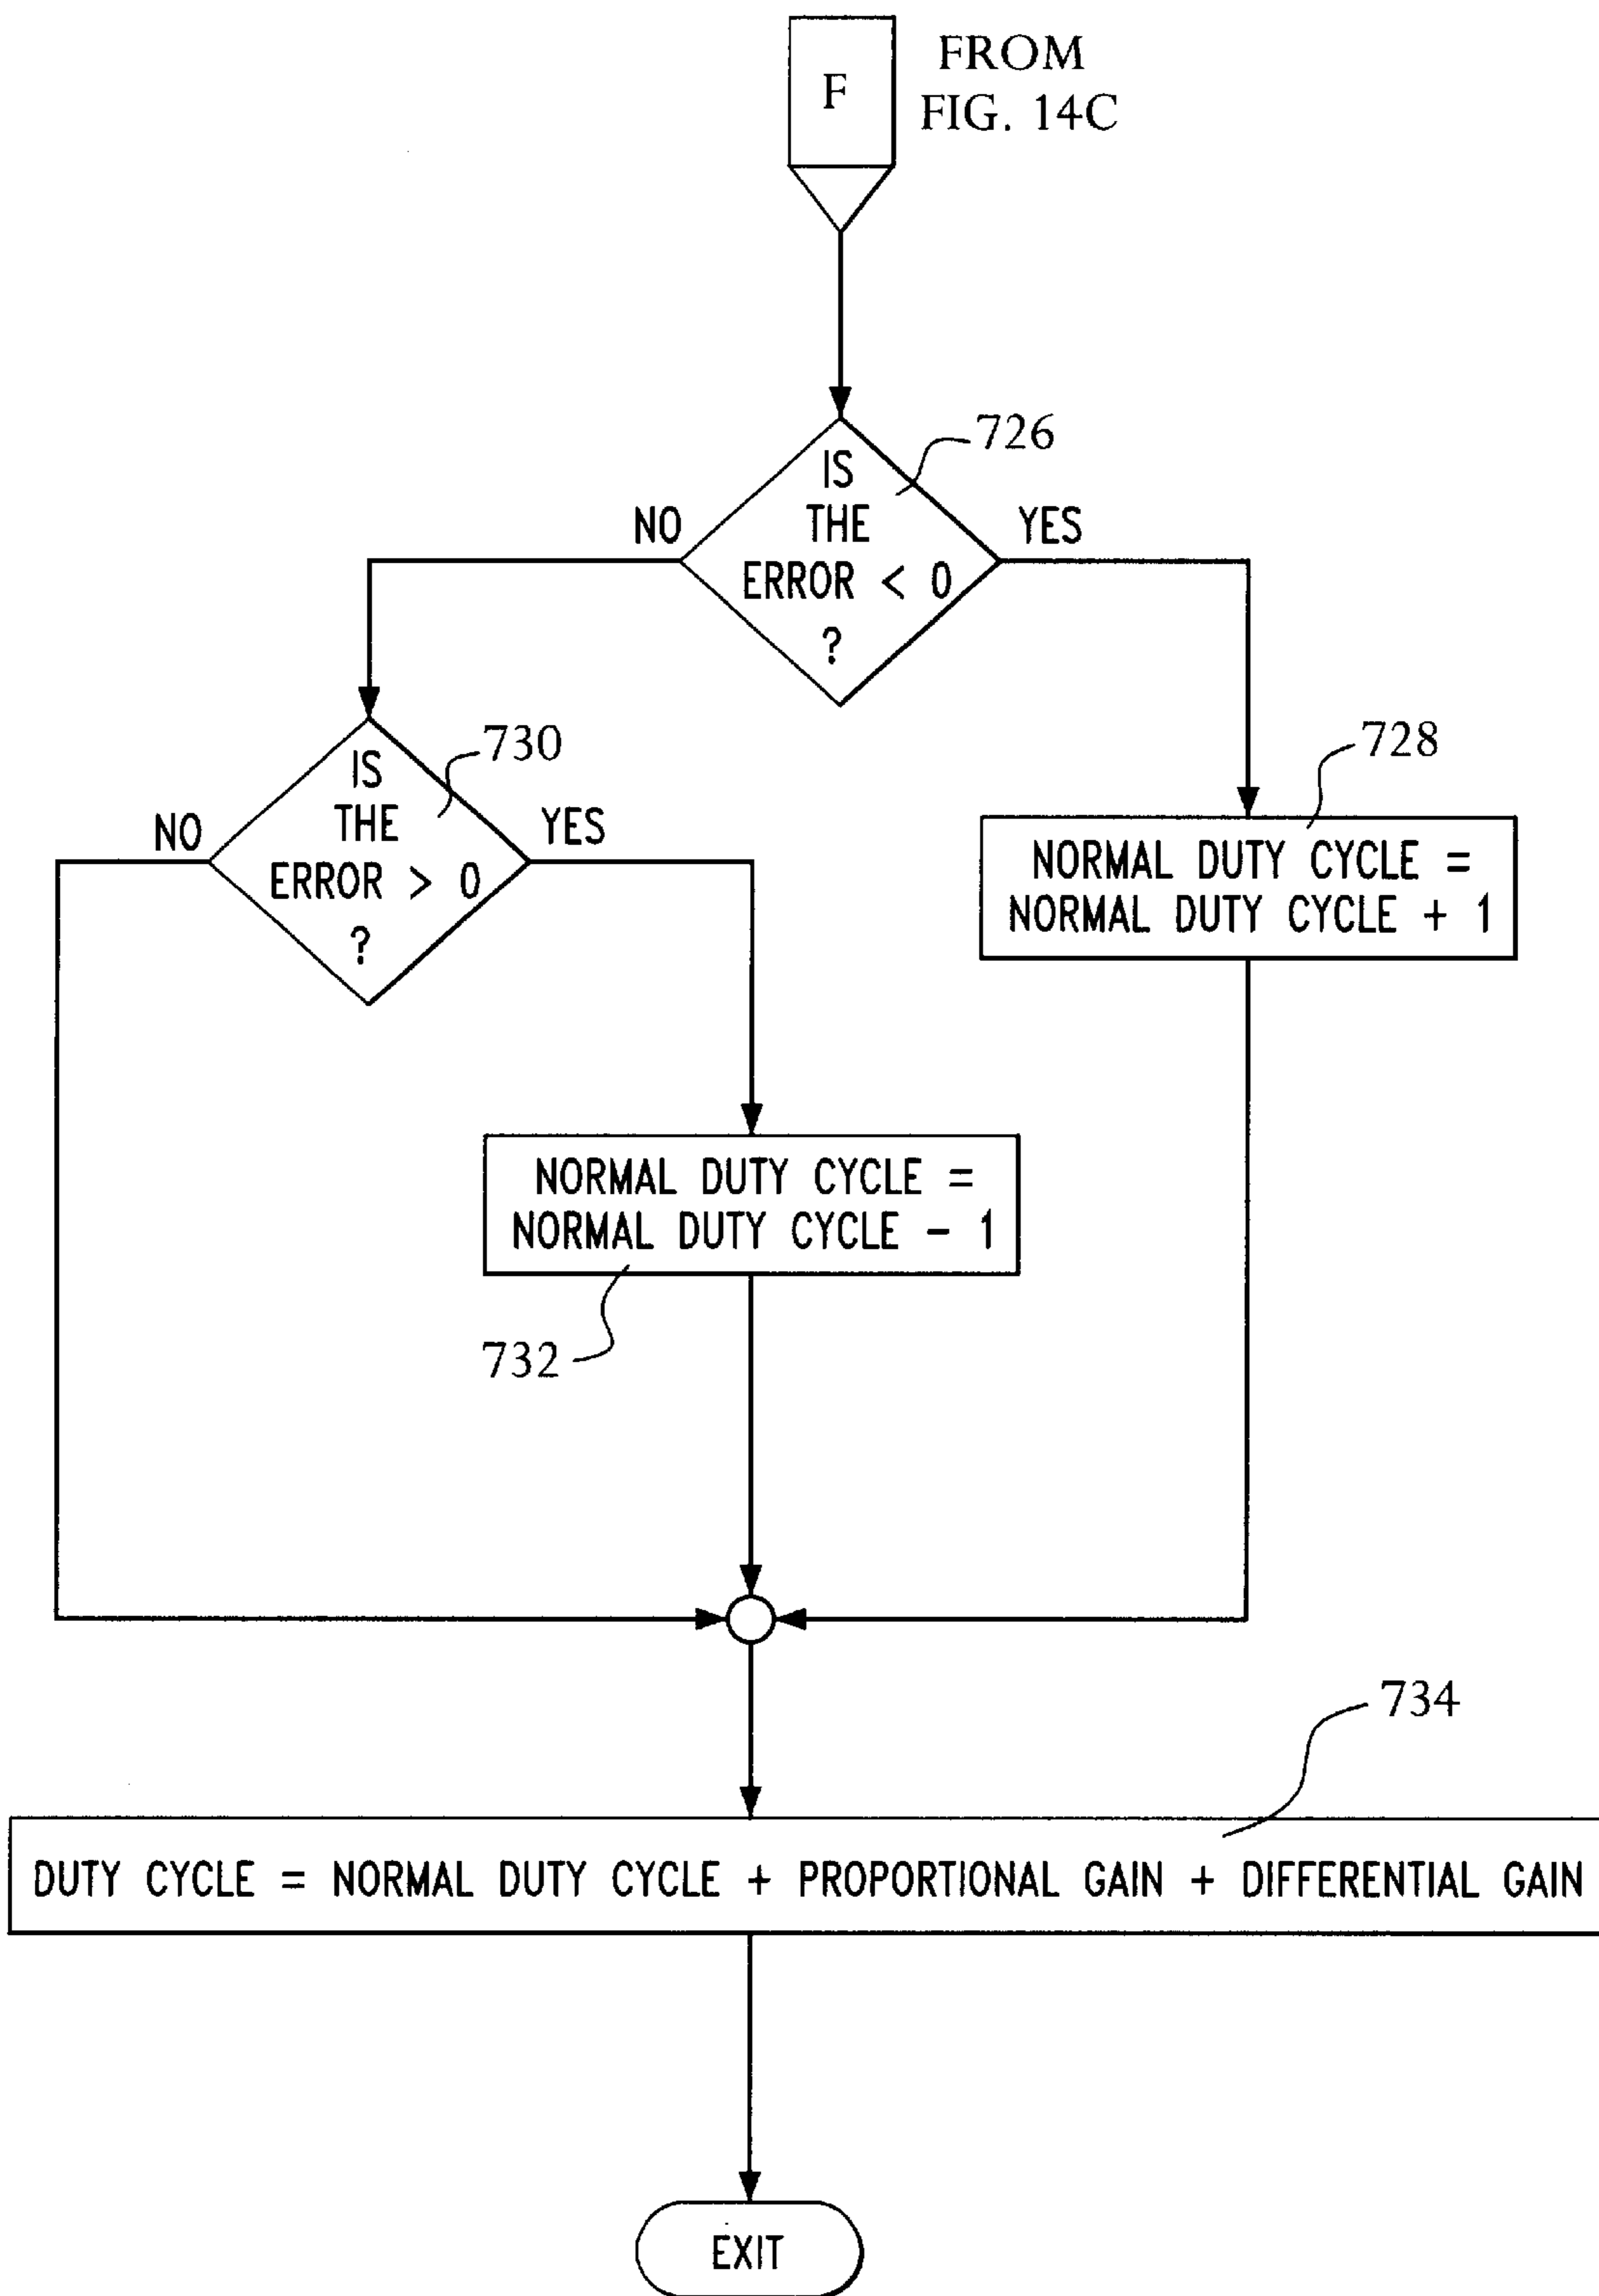 F
FROM
FIG. 14C
726
IS
THE
ERROR < 0
?
NO
YES
730
IS
THE
ERROR > 0
?
NO
YES
728
NORMAL DUTY CYCLE =
NORMAL DUTY CYCLE + 1
NORMAL DUTY CYCLE =
NORMAL DUTY CYCLE - 1
732
734
DUTY CYCLE = NORMAL DUTY CYCLE + PROPORTIONAL GAIN + DIFFERENTIAL GAIN
EXIT